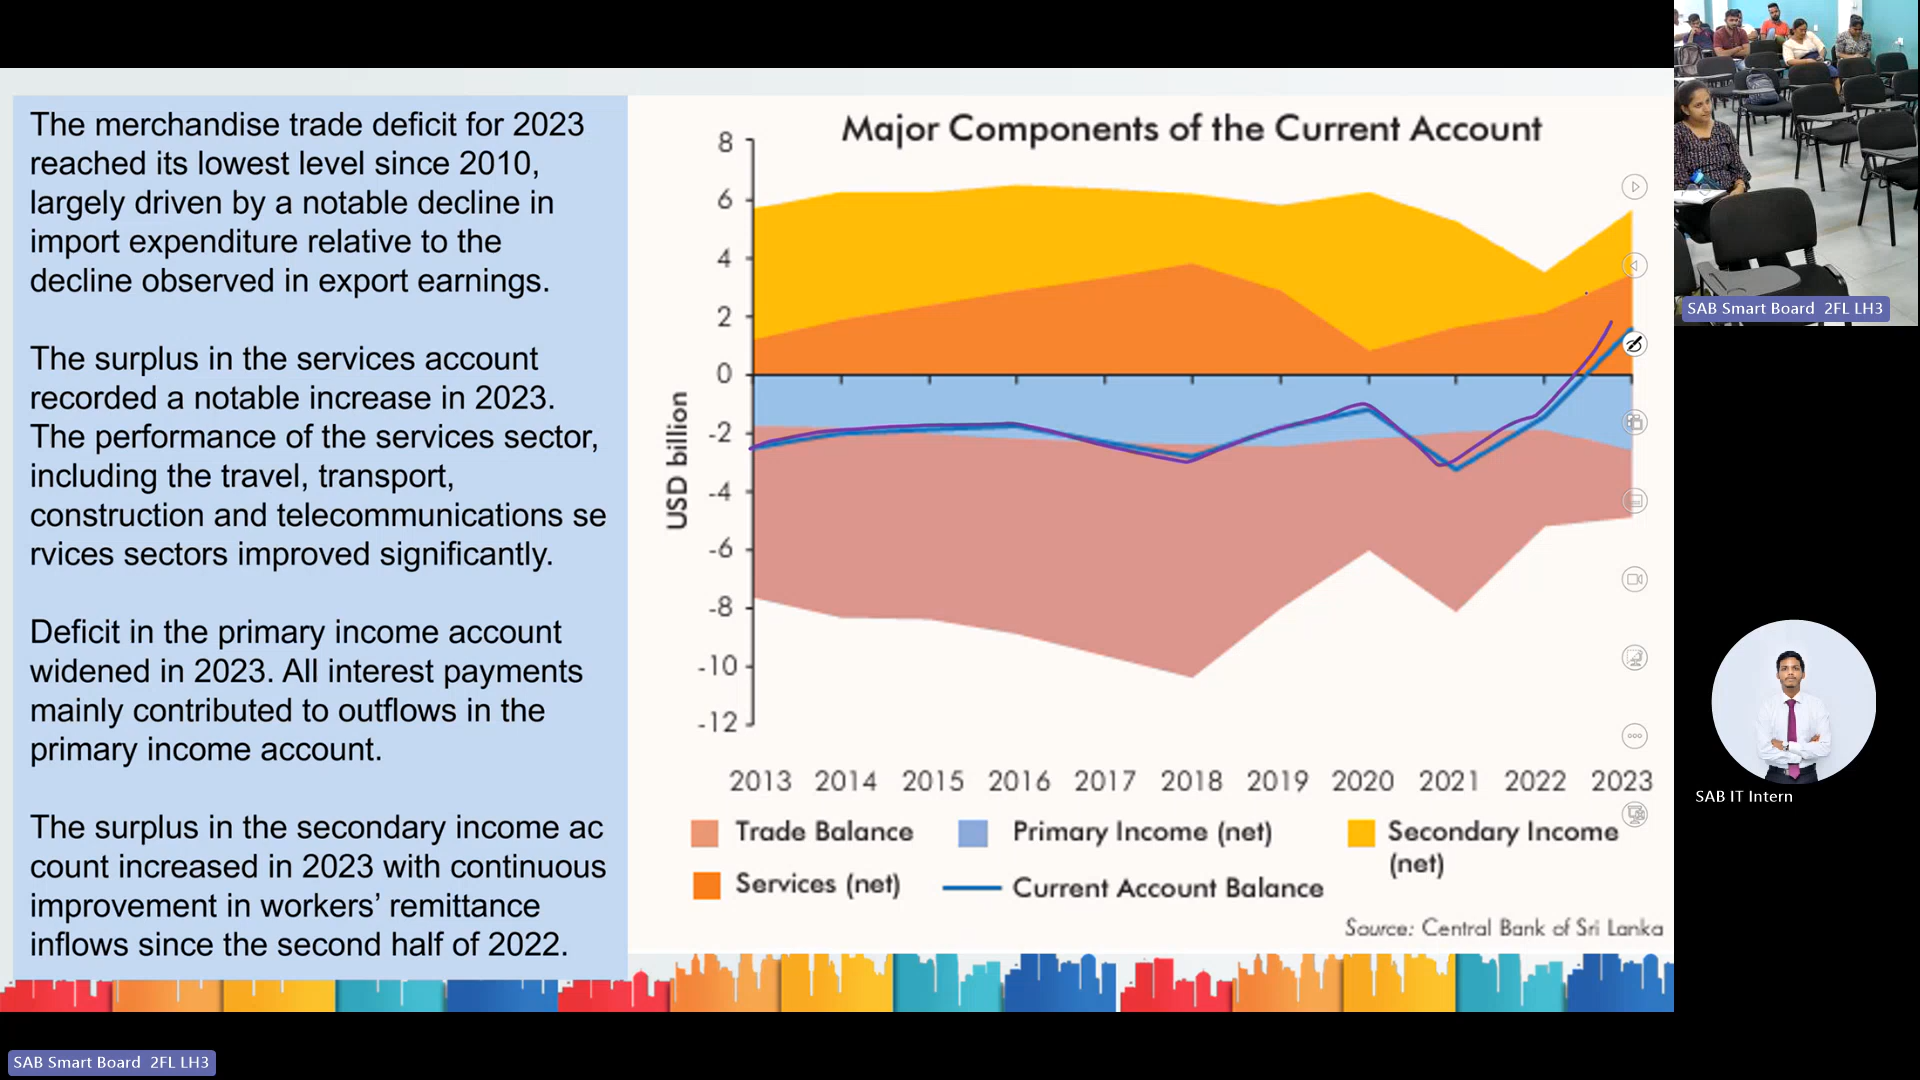 The merchandise trade deficit for 2023
reached its lowest level since 2010,
largely driven by a notable decline in
import expenditure relative to the
decline observed in export earnings.
The surplus in the services account
recorded a notable increase in 2023.
The performance of the services sector,
including the travel, transport,
construction and telecommunications se
rvices sectors improved significantly.
Deficit in the primary income account
widened in 2023. All interest payments
mainly contributed to outflows in the
primary income account.
The surplus in the secondary income ac
count increased in 2023 with continuous
improvement in workers' remittance
inflows since the second half of 2022.
Major Components of the Current Account
USD billion
8
6
4
2
0
-2
-4
-6
-8
-10
-12
2013 2014 2015 2016 2017 2018 2019 2020 2021 2022 2023
Trade Balance Primary Income (net) Secondary Income
(net)
Services (net) Current Account Balance
Source: Central Bank of Sri Lanka
SAB Smart Board 2FL LH3
SAB IT Intern
SAB Smart Board 2FL LH3